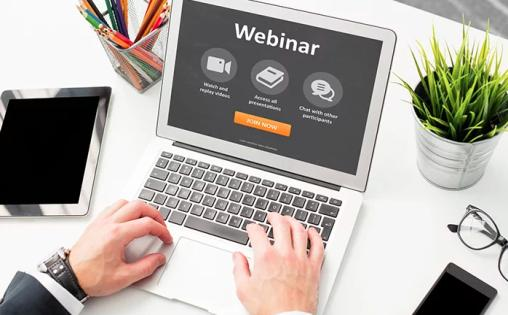 Webinar
Watch and
replay videos
Access all
presentations
Chat with other
participants
JOIN NOW